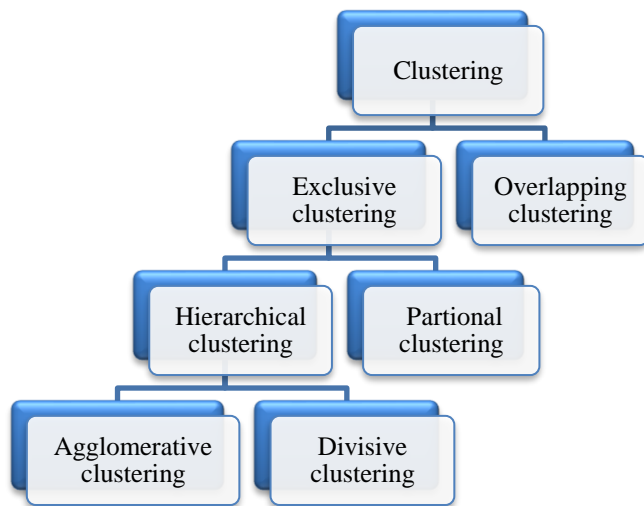 Clustering
Exclusive
clustering
Overlapping
clustering
Hierarchical
clustering
Partional
clustering
Agglomerative
clustering
Divisive
clustering